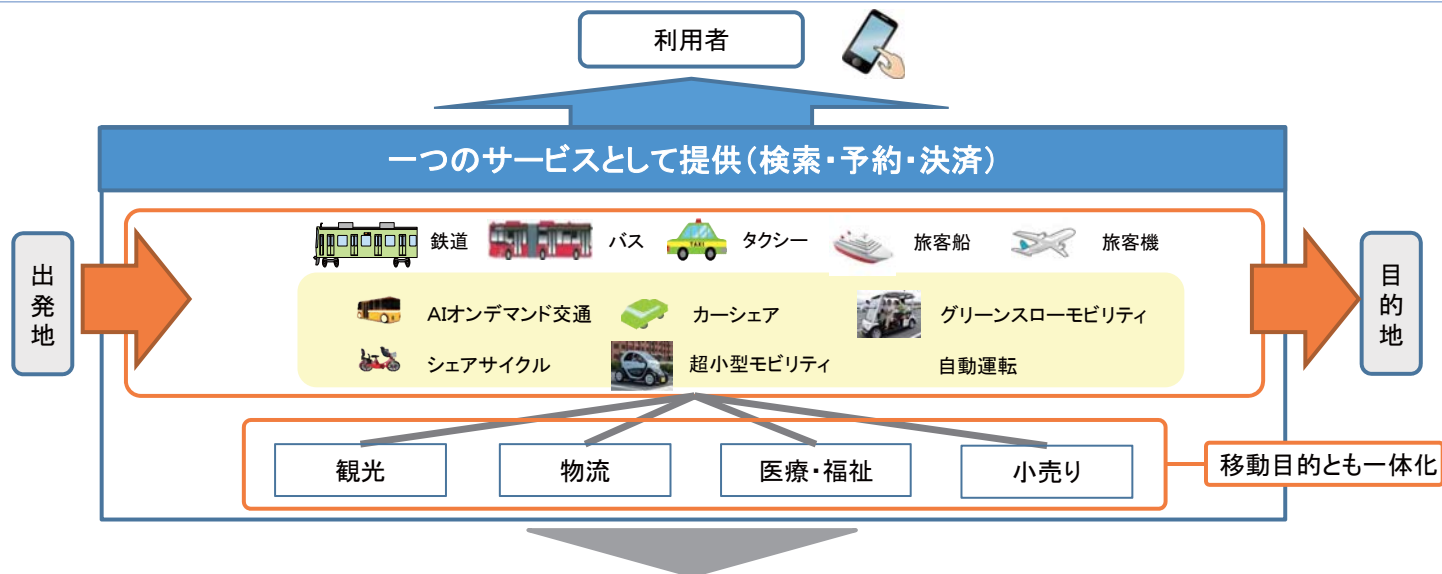 利用者
一つのサービスとして提供(検索・予約・決済)
出発地
鉄道 バス TAXI タクシー 旅客船 旅客機
目的地
AIオンデマンド交通 カーシェア グリーンスローモビリティ
シェアサイクル 超小型モビリティ 自動運転
観光 物流 医療・福祉 小売り
移動目的とも一体化